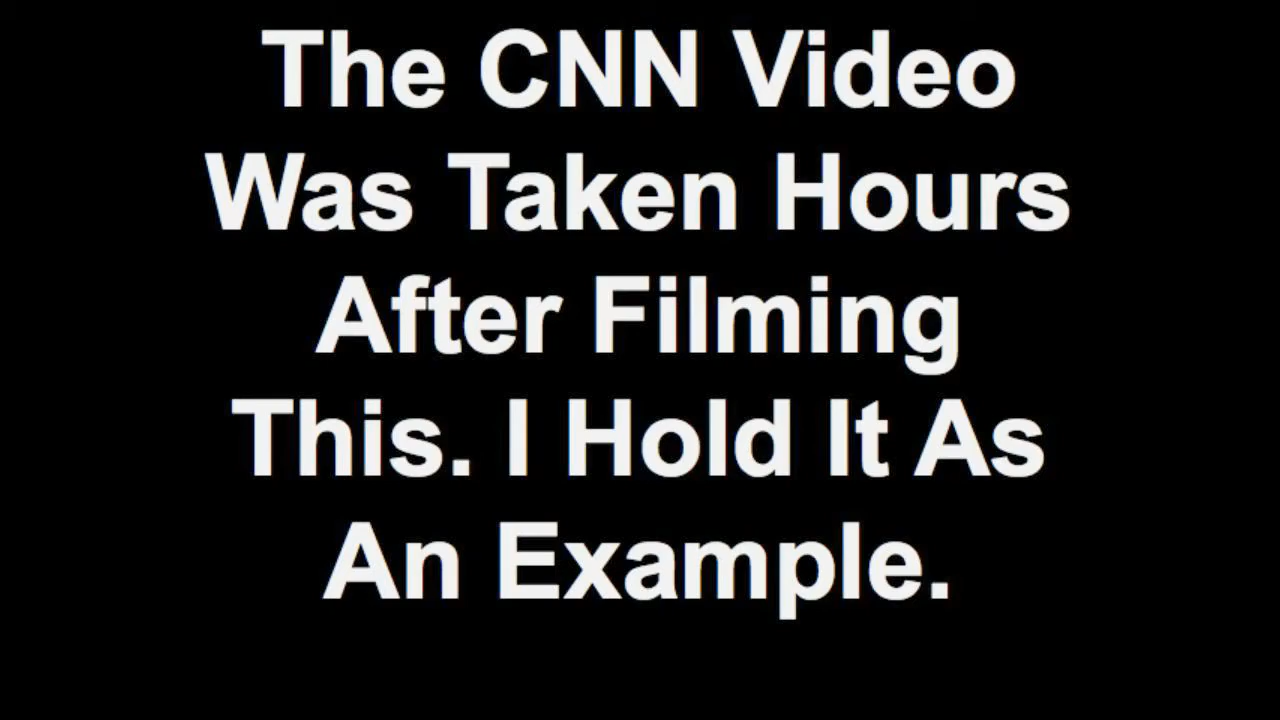 The CNN Video
Was Taken Hours
After Filming
This. I Hold It As
An Example.